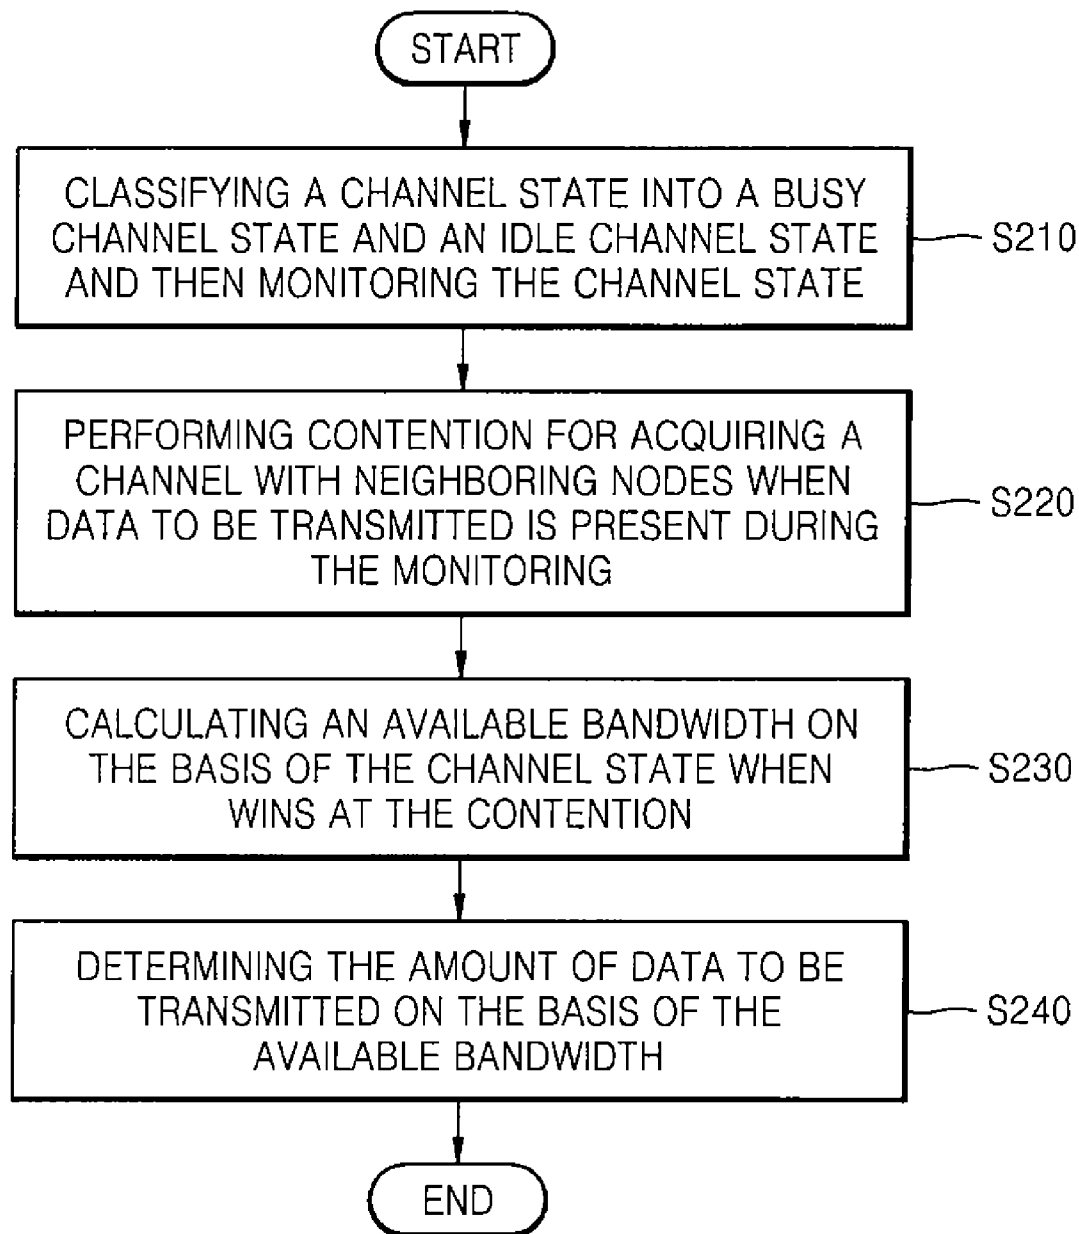 START
CLASSIFYING A CHANNEL STATE INTO A BUSY
CHANNEL STATE AND AN IDLE CHANNEL STATE
AND THEN MONITORING THE CHANNEL STATE
S210
PERFORMING CONTENTION FOR ACQUIRING A
CHANNEL WITH NEIGHBORING NODES WHEN
DATA TO BE TRANSMITTED IS PRESENT DURING
THE MONITORING
S220
CALCULATING AN AVAILABLE BANDWIDTH ON
THE BASIS OF THE CHANNEL STATE WHEN
WINS AT THE CONTENTION
S230
DETERMINING THE AMOUNT OF DATA TO BE
TRANSMITTED ON THE BASIS OF THE
AVAILABLE BANDWIDTH
S240
END